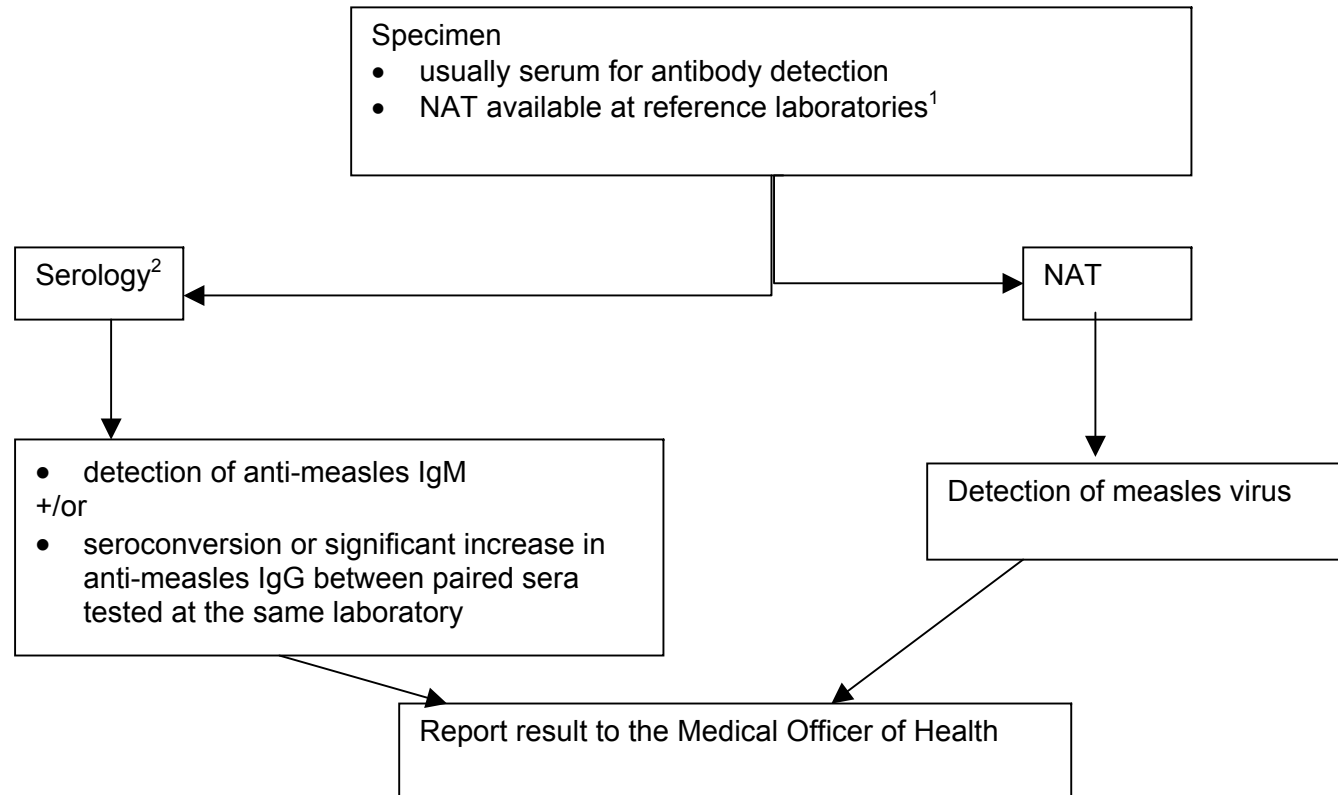 Specimen
• usually serum for antibody detection
• NAT available at reference laboratories¹
Serology²
NAT
• detection of anti-measles IgM
+/or
• seroconversion or significant increase in
anti-measles IgG between paired sera
tested at the same laboratory
Detection of measles virus
Report result to the Medical Officer of Health